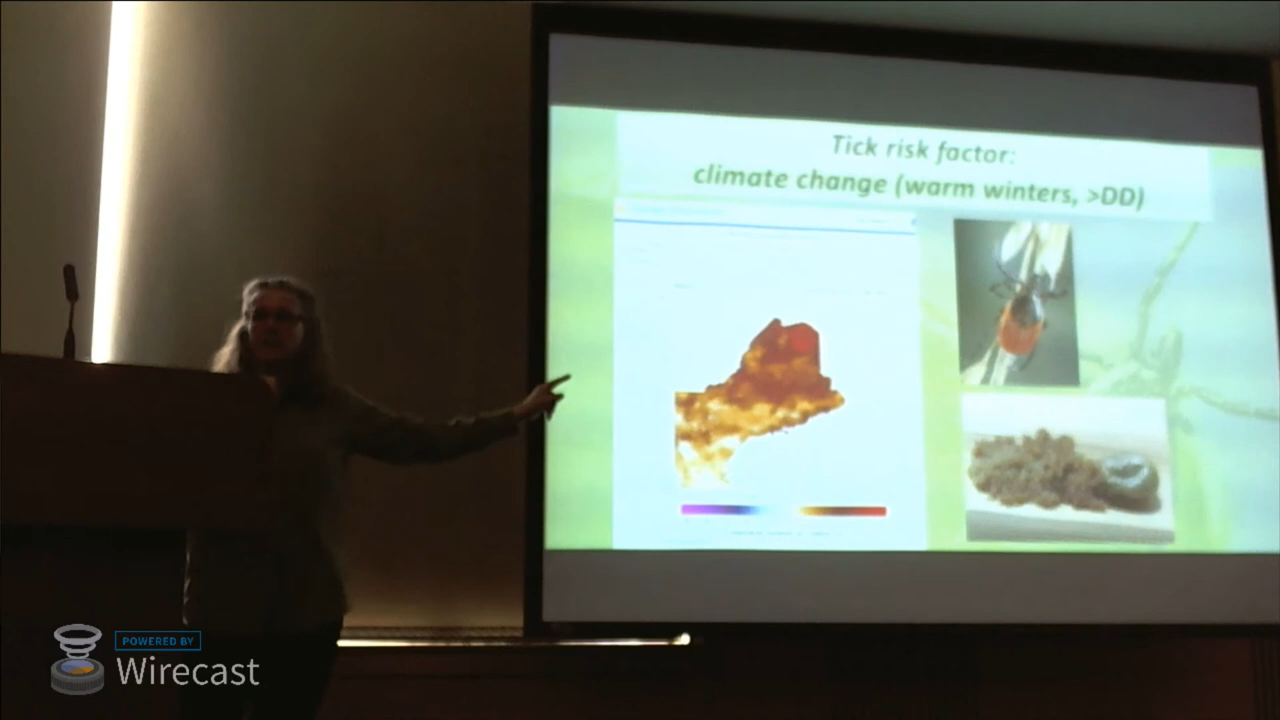 Tick risk factor:
climate change (warm winters, >DD)
POWERED BY
Wirecast